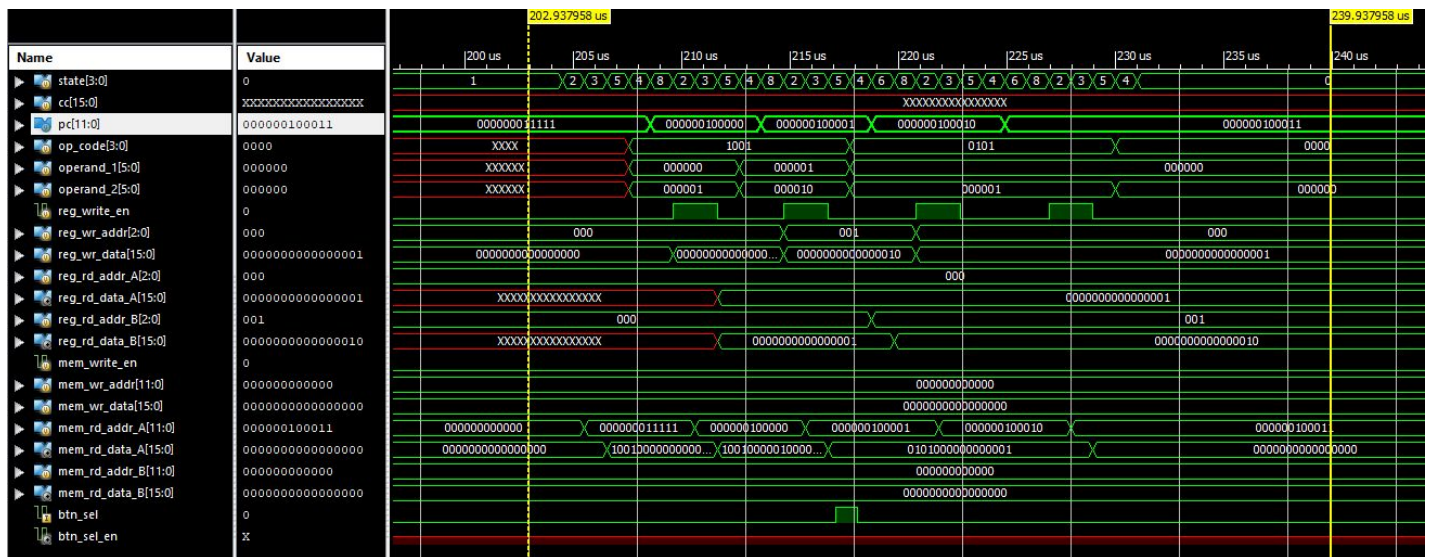 202.937958 us 239.937958 us
Name Value 200 us 205 us 210 us 215 us 220 us 225 us 230 us 235 us 240 us
state[3:0] 0 1 2 3 5 4 8 2 3 5 4 8 2 3 5 4 6 8 2 3 5 4 6 8 2 3 5 4 0
cc[15:0] XXXXXXXXXXXXXXXX XXXXXXXXXXXXXXXX
pc[11:0] 000000100011 000000011111 000000100000 000000100001 000000100010 000000100011
op_code[3:0] 0000 XXXX 1001 0101 0000
operand_1[5:0] 000000 XXXXXX 000000 000001 000000
operand_2[5:0] 000000 XXXXXX 000001 000010 000001 000000
reg_write_en 0
reg_wr_addr[2:0] 000 000 001 000
reg_wr_data[15:0] 0000000000000001 0000000000000000 00000000000000... 0000000000000010 0000000000000001
reg_rd_addr_A[2:0] 000 000
reg_rd_data_A[15:0] 0000000000000001 XXXXXXXXXXXXXXXX 0000000000000001
reg_rd_addr_B[2:0] 001 000 001
reg_rd_data_B[15:0] 0000000000000010 XXXXXXXXXXXXXXXX 0000000000000001 0000000000000010
mem_write_en 0
mem_wr_addr[11:0] 000000000000 000000000000
mem_wr_data[15:0] 0000000000000000 0000000000000000
mem_rd_addr_A[11:0] 000000100011 000000000000 000000011111 000000100000 000000100001 000000100010 000000100011
mem_rd_data_A[15:0] 0000000000000000 0000000000000000 10010000000000... 10010000010000... 0101000000000001 0000000000000000
mem_rd_addr_B[11:0] 000000000000 000000000000
mem_rd_data_B[15:0] 0000000000000000 0000000000000000
btn_sel 0
btn_sel_en X